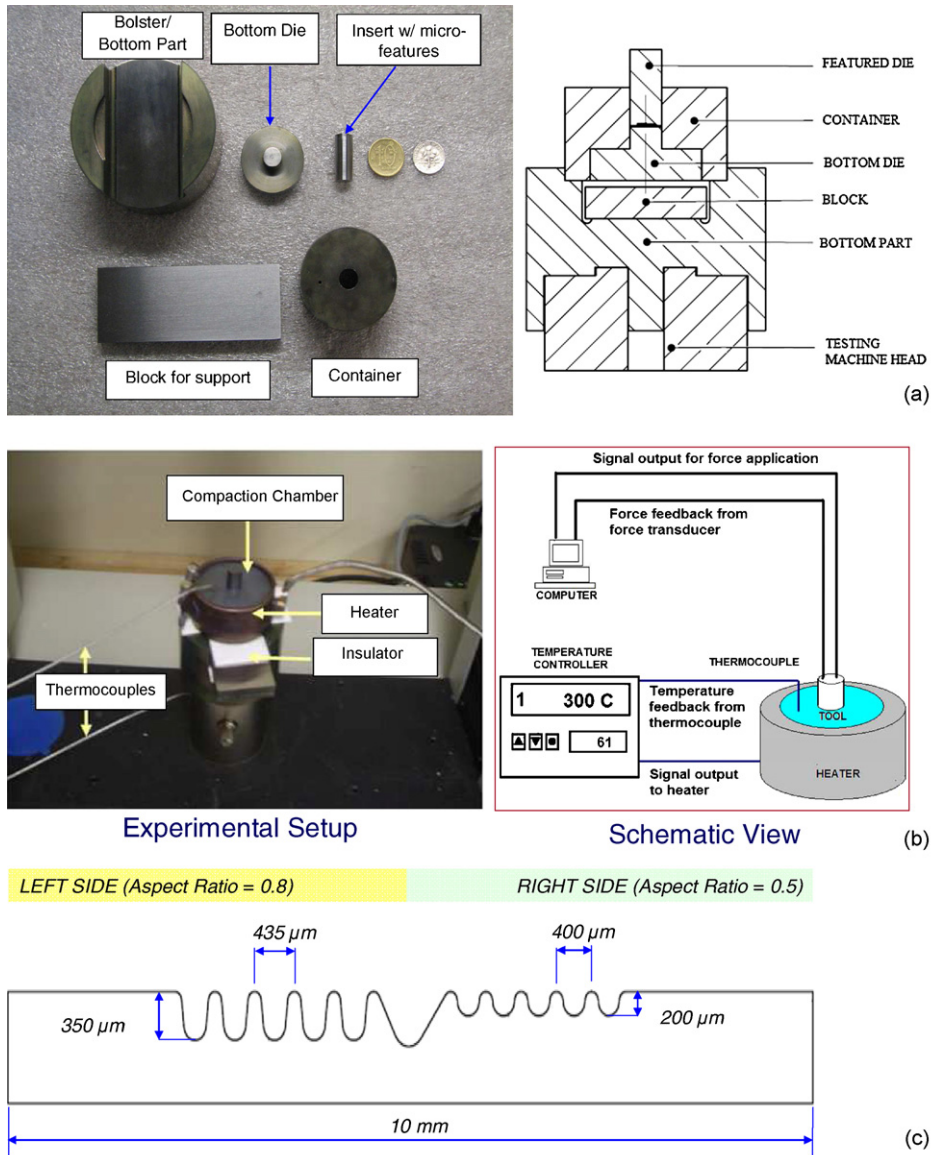 Bolster/
Bottom Part
Bottom Die
Insert w/ micro-
features
Block for support
Container
FEATURED DIE
CONTAINER
BOTTOM DIE
BLOCK
BOTTOM PART
TESTING
MACHINE HEAD
(a)
Compaction Chamber
Heater
Insulator
Thermocouples
Experimental Setup
Signal output for force application
Force feedback from
force transducer
COMPUTER
TEMPERATURE
CONTROLLER
1 300 C
61
THERMOCOUPLE
Temperature
feedback from
thermocouple
Signal output
to heater
TOOL
HEATER
Schematic View
(b)
LEFT SIDE (Aspect Ratio = 0.8)
RIGHT SIDE (Aspect Ratio = 0.5)
435 µm
400 µm
350 µm
200 µm
10 mm
(c)